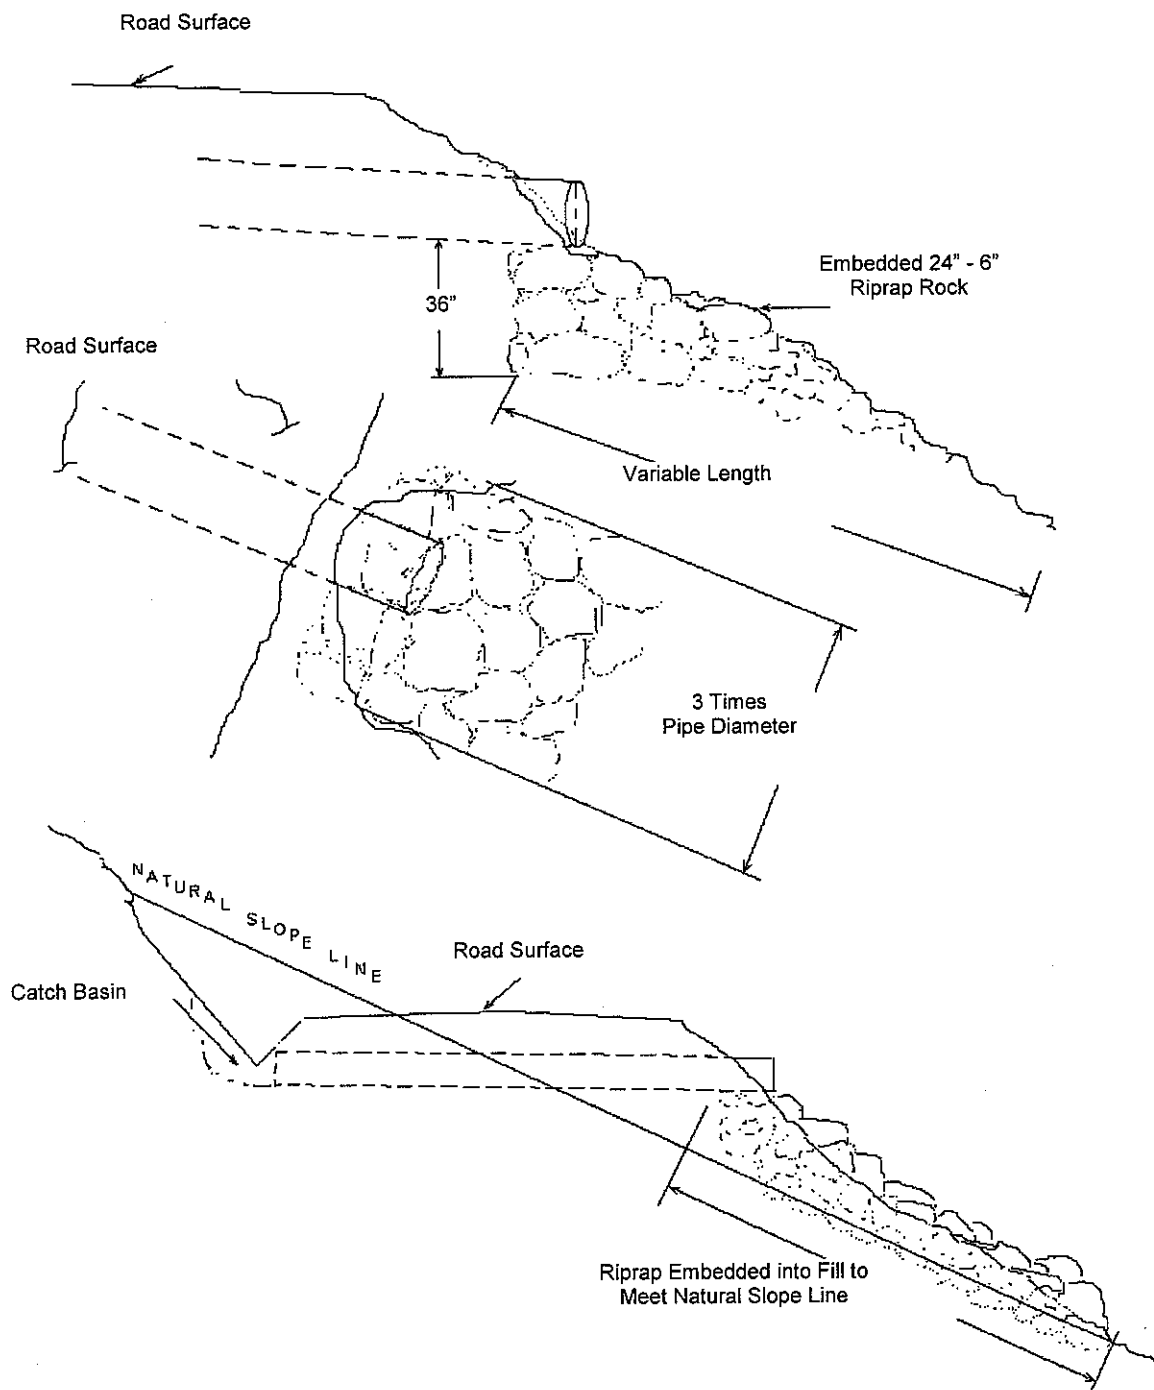 Road Surface
Embedded 24" - 6"
Riprap Rock
36"
Road Surface
Variable Length
3 Times
Pipe Diameter
NATURAL SLOPE LINE
Road Surface
Catch Basin
Riprap Embedded into Fill to
Meet Natural Slope Line